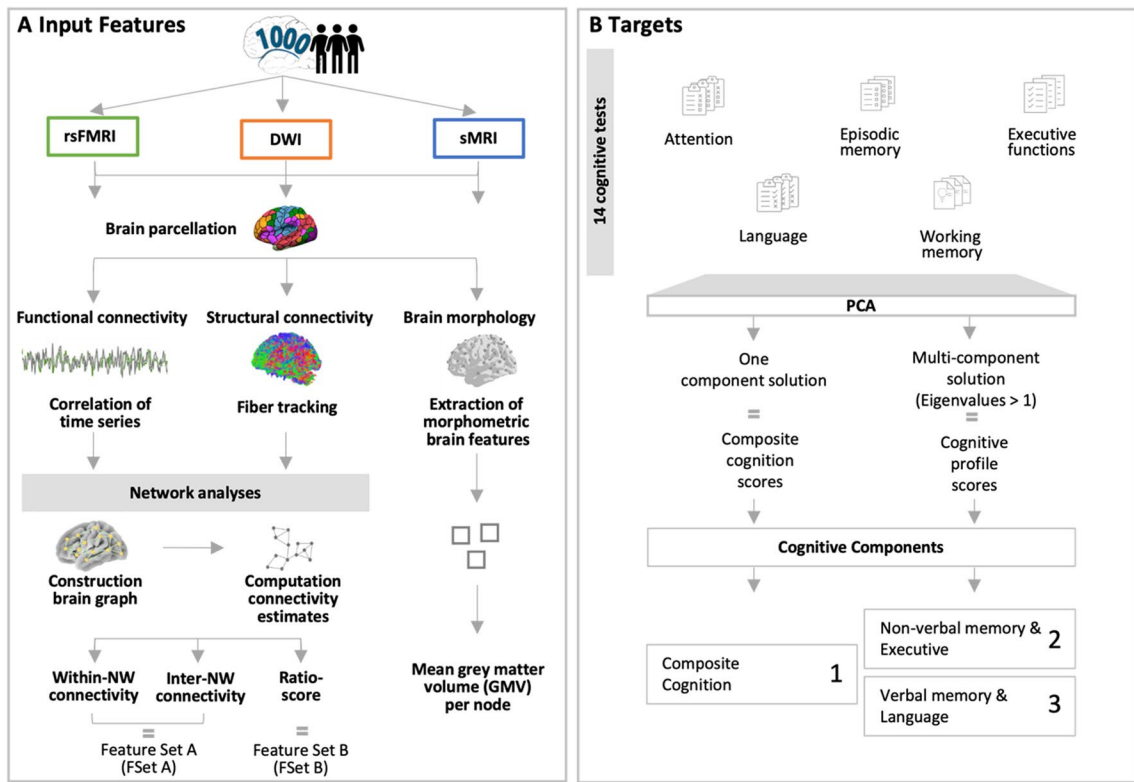 A Input Features
1000
rsFMRI
DWI
sMRI
Brain parcellation
Functional connectivity
Structural connectivity
Brain morphology
Correlation of
time series
Fiber tracking
Extraction of
morphometric
brain features
Network analyses
Construction
brain graph
Computation
connectivity
estimates
Within-NW
connectivity
Inter-NW
connectivity
Ratio-
score
Mean grey matter
volume (GMV)
per node
=
Feature Set A
(FSet A)
=
Feature Set B
(FSet B)
B Targets
14 cognitive tests
Attention
Episodic
memory
Executive
functions
Language
Working
memory
PCA
One
component solution
=
Composite
cognition
scores
Multi-component
solution
(Eigenvalues > 1)
=
Cognitive
profile
scores
Cognitive Components
Composite
Cognition
1
Non-verbal memory &
Executive
2
Verbal memory &
Language
3